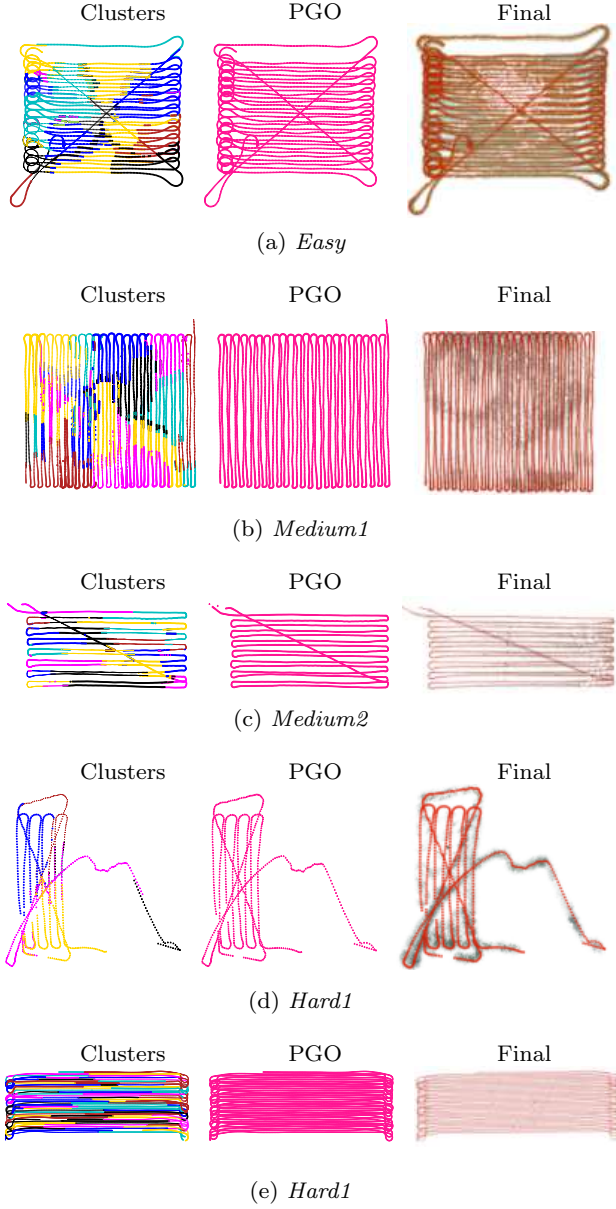 Clusters PGO Final
(a) Easy
Clusters PGO Final
(b) Medium1
Clusters PGO Final
(c) Medium2
Clusters PGO Final
(d) Hard1
Clusters PGO Final
(e) Hard1